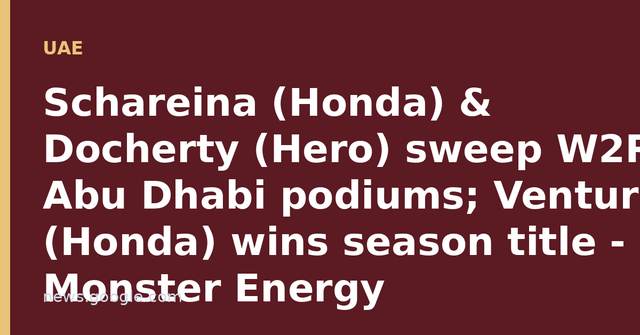 UAE
Schareina (Honda) &
Docherty (Hero) sweep W2R
Abu Dhabi podiums; Ventur
(Honda) wins season title -
Monster Energy
news.google.com